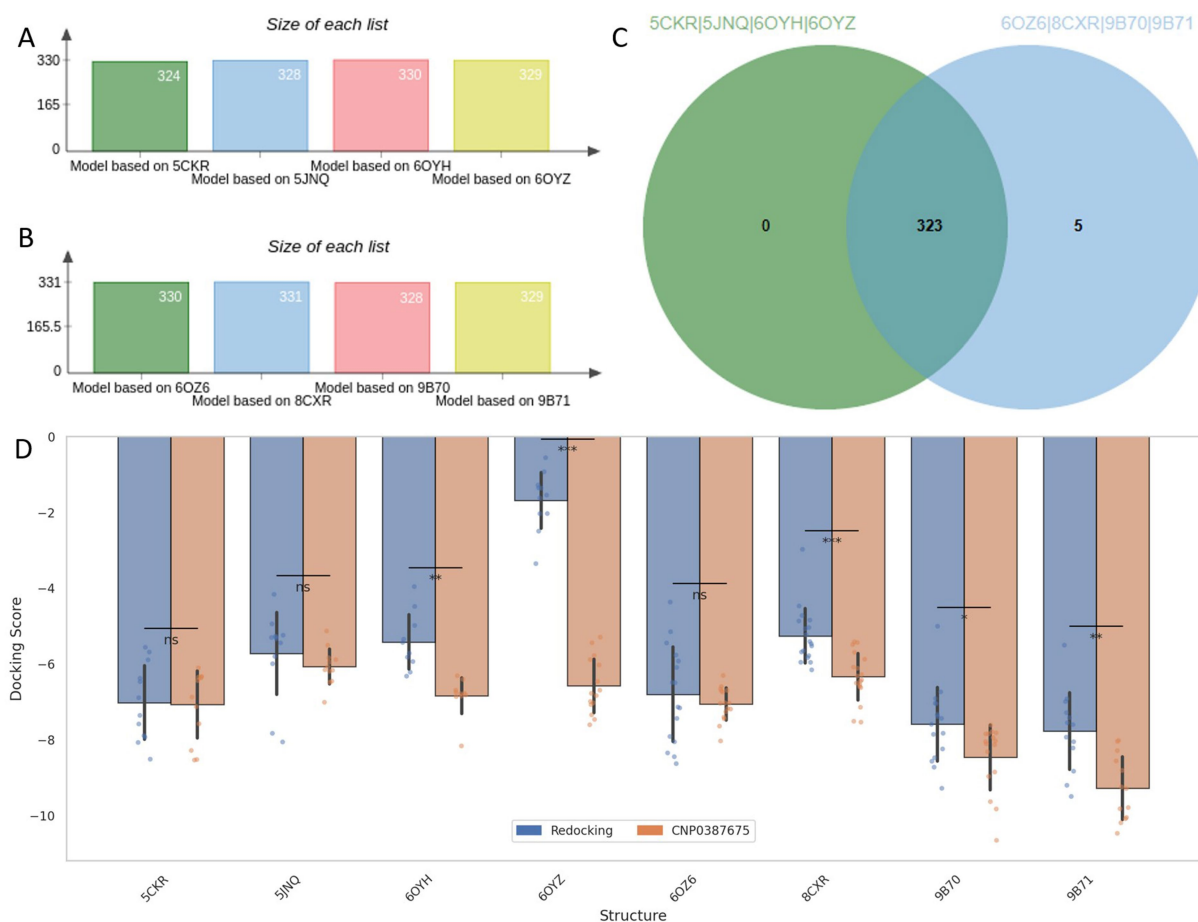 A
Size of each list
330
165
0
324
328
330
329
Model based on 5CKR
Model based on 6OYH
Model based on 5JNQ
Model based on 6OYZ
B
Size of each list
331
165.5
0
330
331
328
329
Model based on 6OZ6
Model based on 9B70
Model based on 8CXR
Model based on 9B71
C
5CKR|5JNQ|6OYH|6OYZ
6OZ6|8CXR|9B70|9B71
0
323
5
D
0
−2
−4
−6
−8
−10
Docking Score
ns
ns
**
***
ns
***
*
**
Redocking
CNP0387675
5CKR
5JNQ
6OYH
6OYZ
6OZ6
8CXR
9B70
9B71
Structure